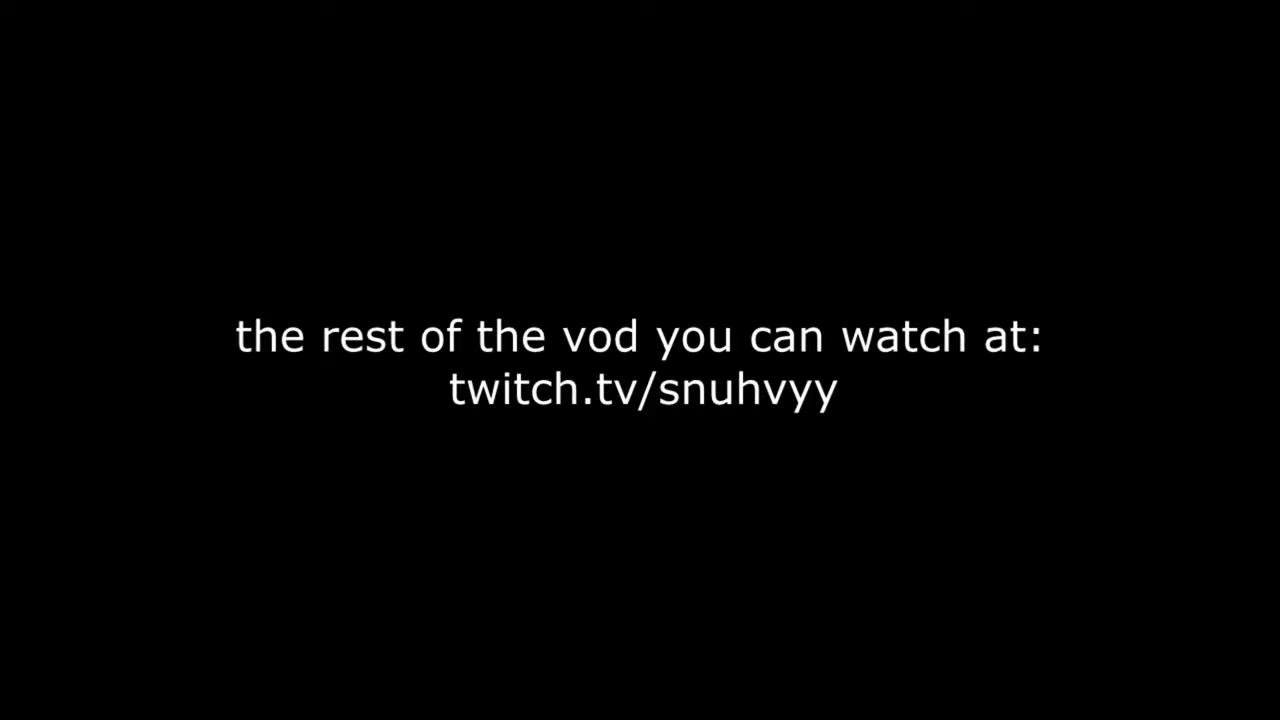 the rest of the vod you can watch at:
twitch.tv/snuhvyy